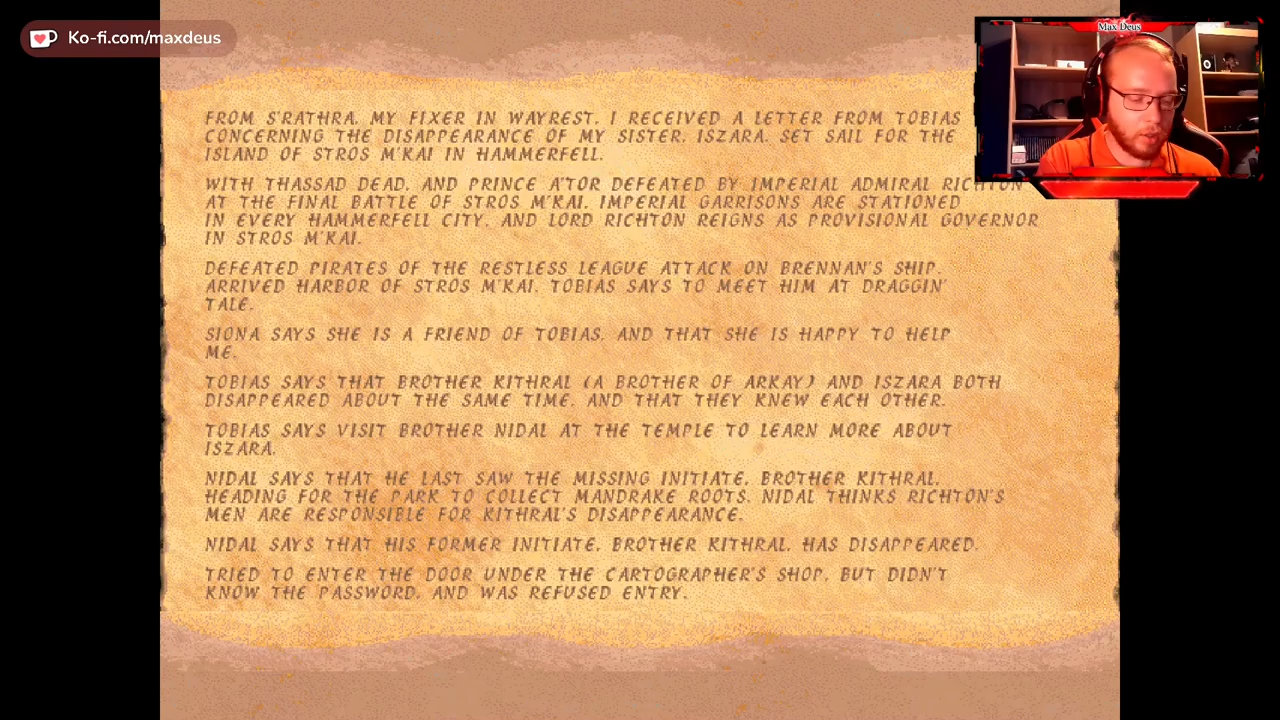 Ko-fi.com/maxdeus
Max Deus
FROM S'RATHRA, MY FIXER IN WAYREST, I RECEIVED A LETTER FROM TOBIAS
CONCERNING THE DISAPPEARANCE OF MY SISTER, ISZARA. SET SAIL FOR THE
ISLAND OF STROS M'KAI IN HAMMERFELL.
WITH THASSAD DEAD, AND PRINCE A'TOR DEFEATED BY IMPERIAL ADMIRAL RICHTON
AT THE FINAL BATTLE OF STROS M'KAI, IMPERIAL GARRISONS ARE STATIONED
IN EVERY HAMMERFELL CITY, AND LORD RICHTON REIGNS AS PROVISIONAL GOVERNOR
IN STROS M'KAI.
DEFEATED PIRATES OF THE RESTLESS LEAGUE ATTACK ON BRENNAN'S SHIP.
ARRIVED HARBOR OF STROS M'KAI. TOBIAS SAYS TO MEET HIM AT DRAGGIN'
TALE.
SIONA SAYS SHE IS A FRIEND OF TOBIAS, AND THAT SHE IS HAPPY TO HELP
ME.
TOBIAS SAYS THAT BROTHER KITHRAL (A BROTHER OF ARKAY) AND ISZARA BOTH
DISAPPEARED ABOUT THE SAME TIME, AND THAT THEY KNEW EACH OTHER.
TOBIAS SAYS VISIT BROTHER NIDAL AT THE TEMPLE TO LEARN MORE ABOUT
ISZARA.
NIDAL SAYS THAT HE LAST SAW THE MISSING INITIATE, BROTHER KITHRAL,
HEADING FOR THE PARK TO COLLECT MANDRAKE ROOTS. NIDAL THINKS RICHTON'S
MEN ARE RESPONSIBLE FOR KITHRAL'S DISAPPEARANCE.
NIDAL SAYS THAT HIS FORMER INITIATE, BROTHER KITHRAL, HAS DISAPPEARED.
TRIED TO ENTER THE DOOR UNDER THE CARTOGRAPHER'S SHOP, BUT DIDN'T
KNOW THE PASSWORD, AND WAS REFUSED ENTRY.